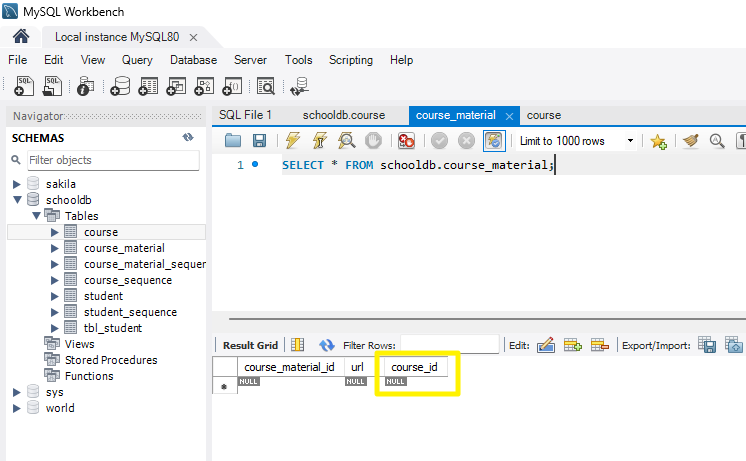 MySQL Workbench
Local instance MySQL80
File Edit View Query Database Server Tools Scripting Help
SQL SQL
Navigator
SCHEMAS
Filter objects
sakila
schooldb
Tables
course
course_material
course_material_sequen
course_sequence
student
student_sequence
tbl_student
Views
Stored Procedures
Functions
sys
world
SQL File 1 schooldb.course course_material course
Limit to 1000 rows
1 SELECT * FROM schooldb.course_material;
Result Grid Filter Rows: Edit: Export/Import:
course_material_id url course_id
* NULL NULL NULL